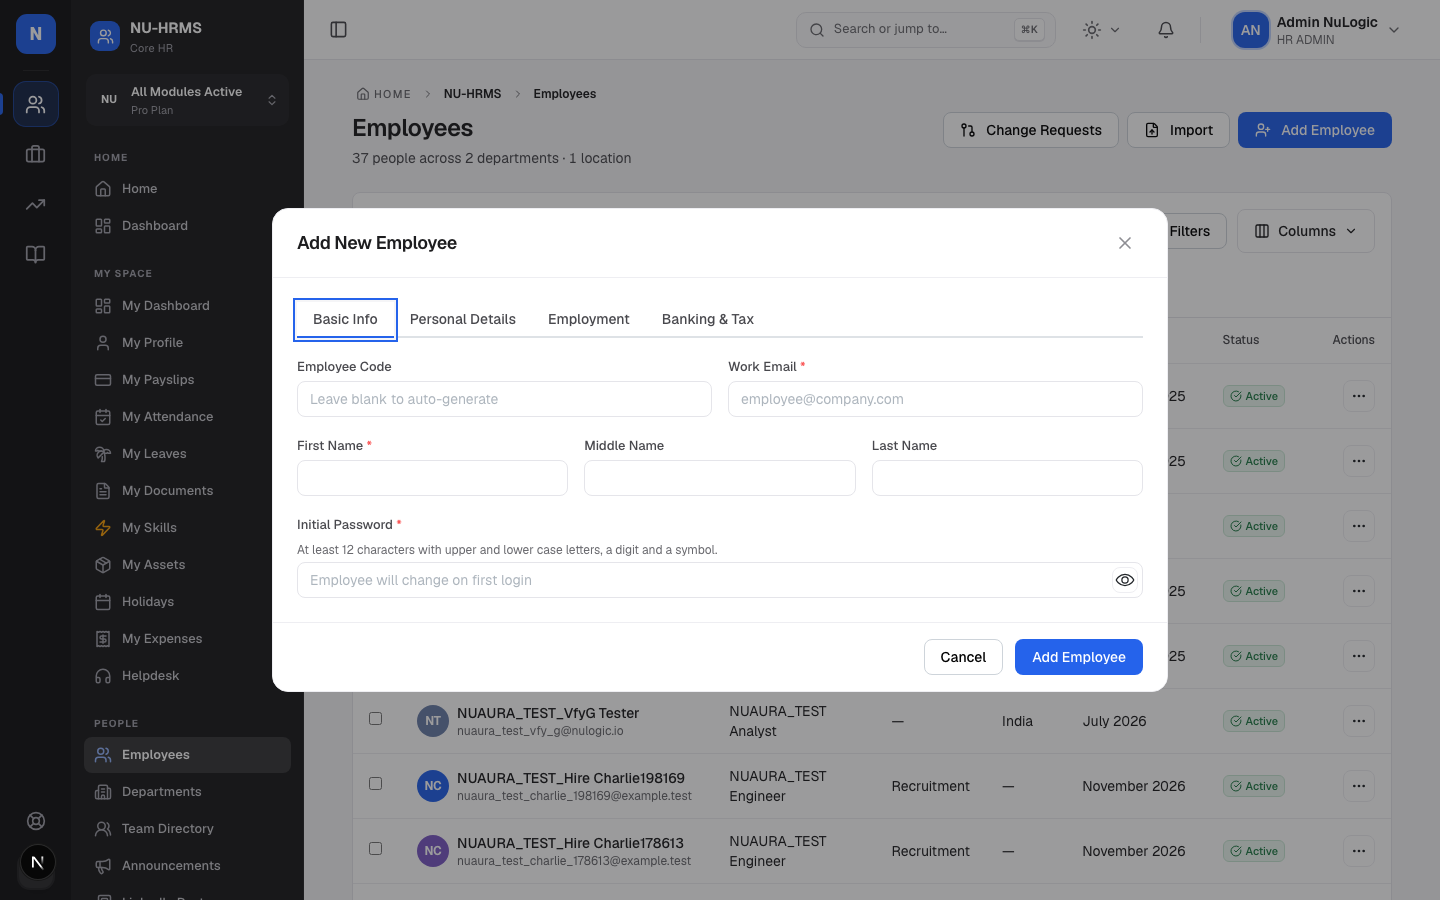 N
NU-HRMS
Core HR
NU
All Modules Active
Pro Plan
HOME
Home
Dashboard
MY SPACE
My Dashboard
My Profile
My Payslips
My Attendance
My Leaves
My Documents
My Skills
My Assets
Holidays
My Expenses
Helpdesk
PEOPLE
Employees
Departments
Team Directory
Announcements
N
Search or jump to...
⌘K
AN
Admin NuLogic
HR ADMIN
HOME
NU-HRMS
Employees
Employees
37 people across 2 departments · 1 location
Change Requests
Import
Add Employee
Filters
Columns
Status
Actions
25
Active
25
Active
Active
25
Active
25
Active
Add New Employee
Basic Info
Personal Details
Employment
Banking & Tax
Employee Code
Leave blank to auto-generate
Work Email *
employee@company.com
First Name *
Middle Name
Last Name
Initial Password *
At least 12 characters with upper and lower case letters, a digit and a symbol.
Employee will change on first login
Cancel
Add Employee
NT
NUAURA_TEST_VfyG Tester
nuaura_test_vfy_g@nulogic.io
NUAURA_TEST
Analyst
—
India
July 2026
Active
NC
NUAURA_TEST_Hire Charlie198169
nuaura_test_charlie_198169@example.test
NUAURA_TEST
Engineer
Recruitment
—
November 2026
Active
NC
NUAURA_TEST_Hire Charlie178613
nuaura_test_charlie_178613@example.test
NUAURA_TEST
Engineer
Recruitment
—
November 2026
Active